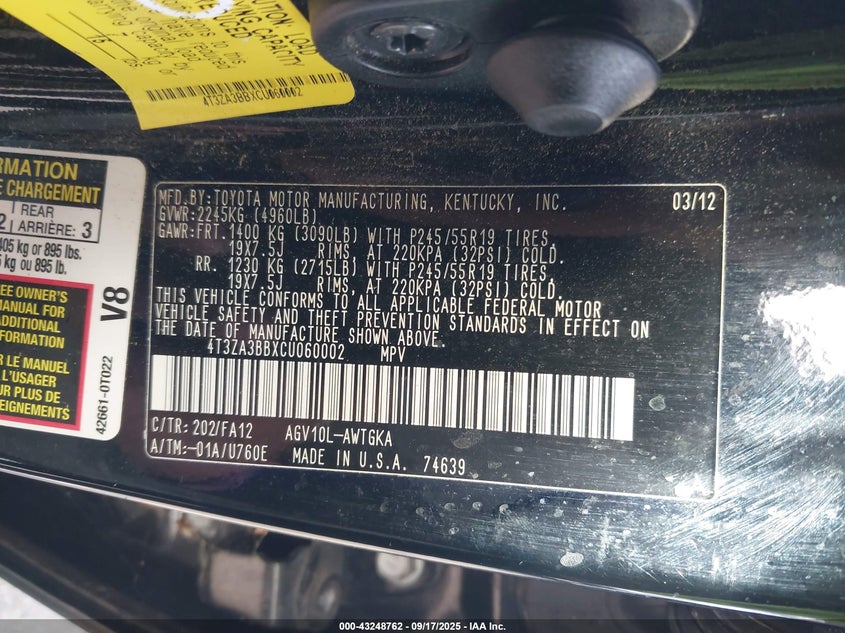 4T3ZA3BBXCU060002
MFD.BY:TOYOTA MOTOR MANUFACTURING, KENTUCKY, INC. 03/12
GVWR:2245KG (4960LB)
GAWR:FRT.1400 KG (3090LB) WITH P245/55R19 TIRES,
19X7.5J RIMS, AT 220KPA (32PSI) COLD.
RR. 1230 KG (2715LB) WITH P245/55R19 TIRES,
19X7.5J RIMS, AT 220KPA (32PSI) COLD.
THIS VEHICLE CONFORMS TO ALL APPLICABLE FEDERAL MOTOR
VEHICLE SAFETY AND THEFT PREVENTION STANDARDS IN EFFECT ON
THE DATE OF MANUFACTURE SHOWN ABOVE.
4T3ZA3BBXCU060002 MPV
C/TR:202/FA12 AGV10L-AWTGKA
A/TM:-01A/U760E MADE IN U.S.A. 74639
CHARGEMENT
REAR
ARRIÈRE: 3
405 kg or 895 lbs.
kg ou 895 lb.
EE OWNER'S
MANUAL FOR
ADDITIONAL
FORMATION
R LE MANUEL
L'USAGER
UR PLUS DE
EIGNEMENTS
V8
42661-0T022
000-43248762 - 09/17/2025 - IAA Inc.